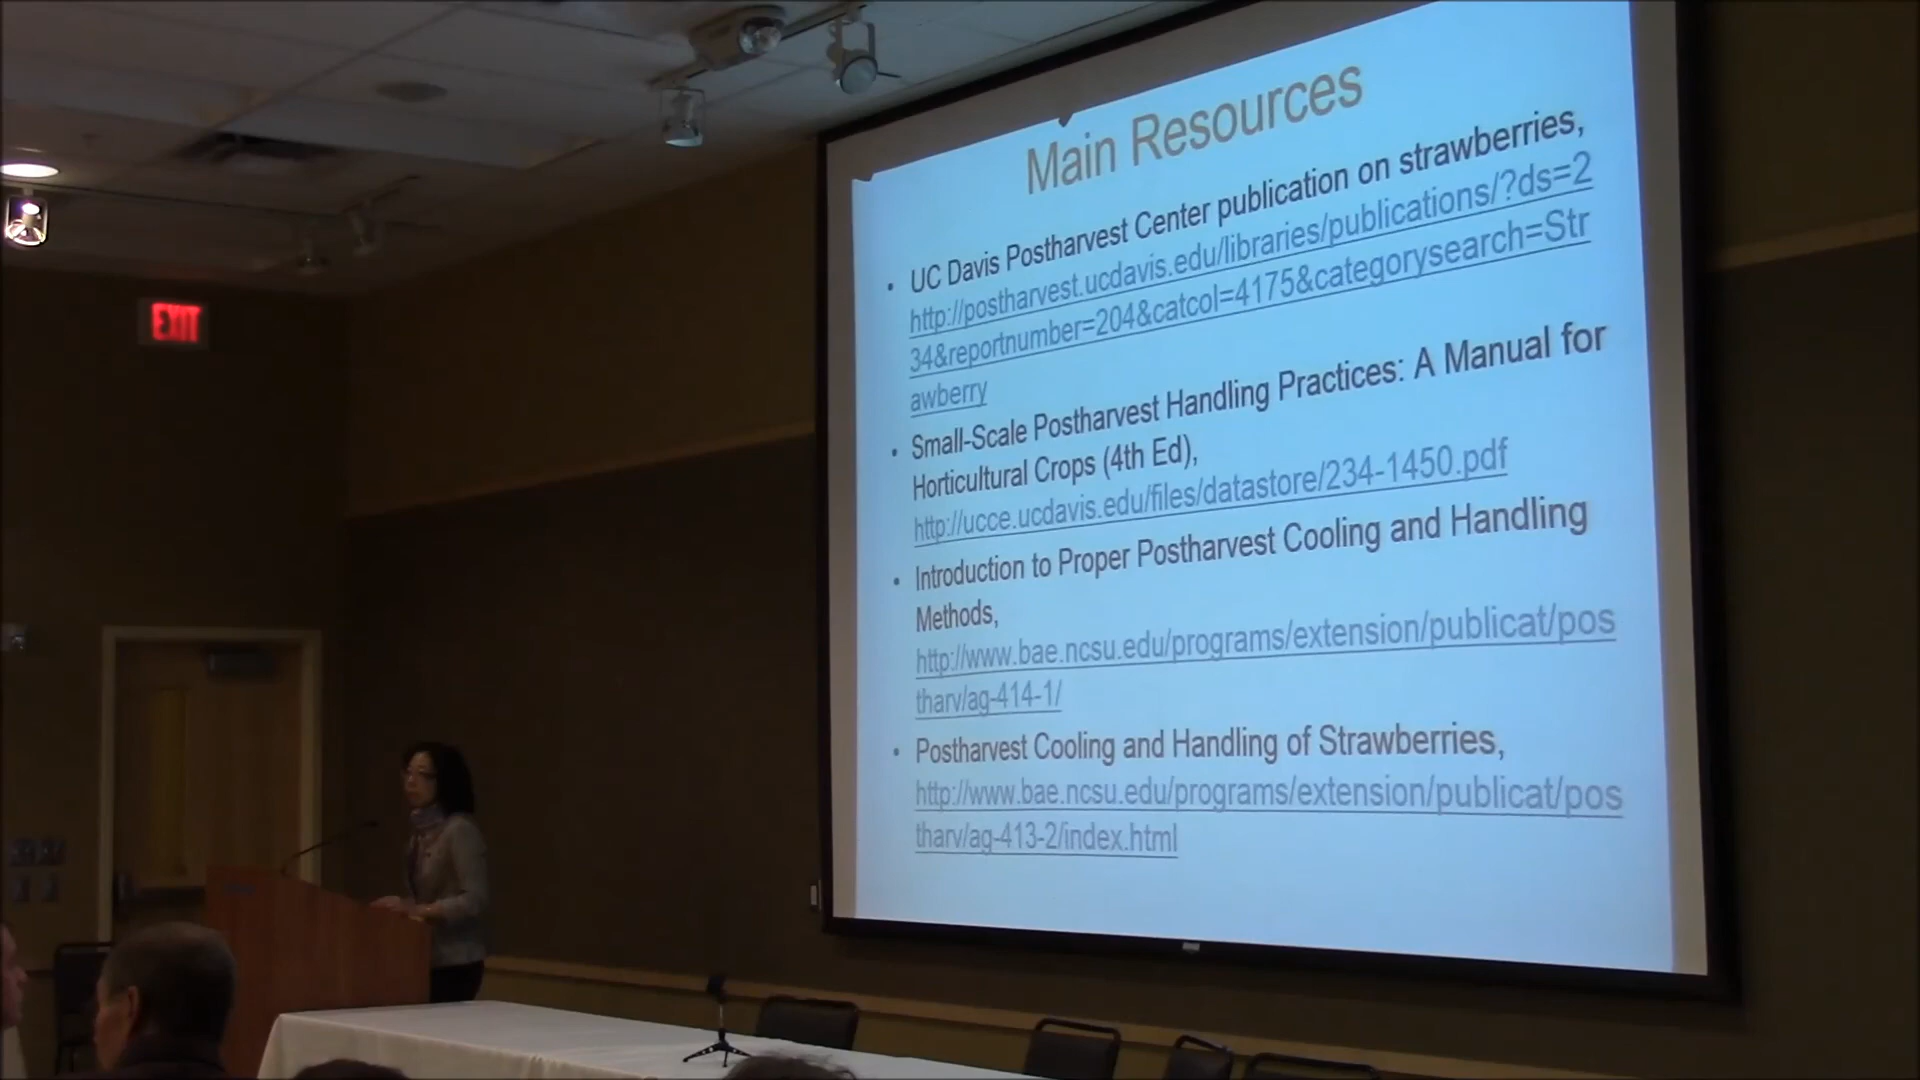 EXIT
Main Resources
• UC Davis Postharvest Center publication on strawberries,
http://postharvest.ucdavis.edu/libraries/publications/?ds=2
34&reportnumber=204&catcol=4175&categorysearch=Str
awberry
• Small-Scale Postharvest Handling Practices: A Manual for
Horticultural Crops (4th Ed),
http://ucce.ucdavis.edu/files/datastore/234-1450.pdf
• Introduction to Proper Postharvest Cooling and Handling
Methods,
http://www.bae.ncsu.edu/programs/extension/publicat/pos
tharv/ag-414-1/
• Postharvest Cooling and Handling of Strawberries,
http://www.bae.ncsu.edu/programs/extension/publicat/pos
tharv/ag-413-2/index.html